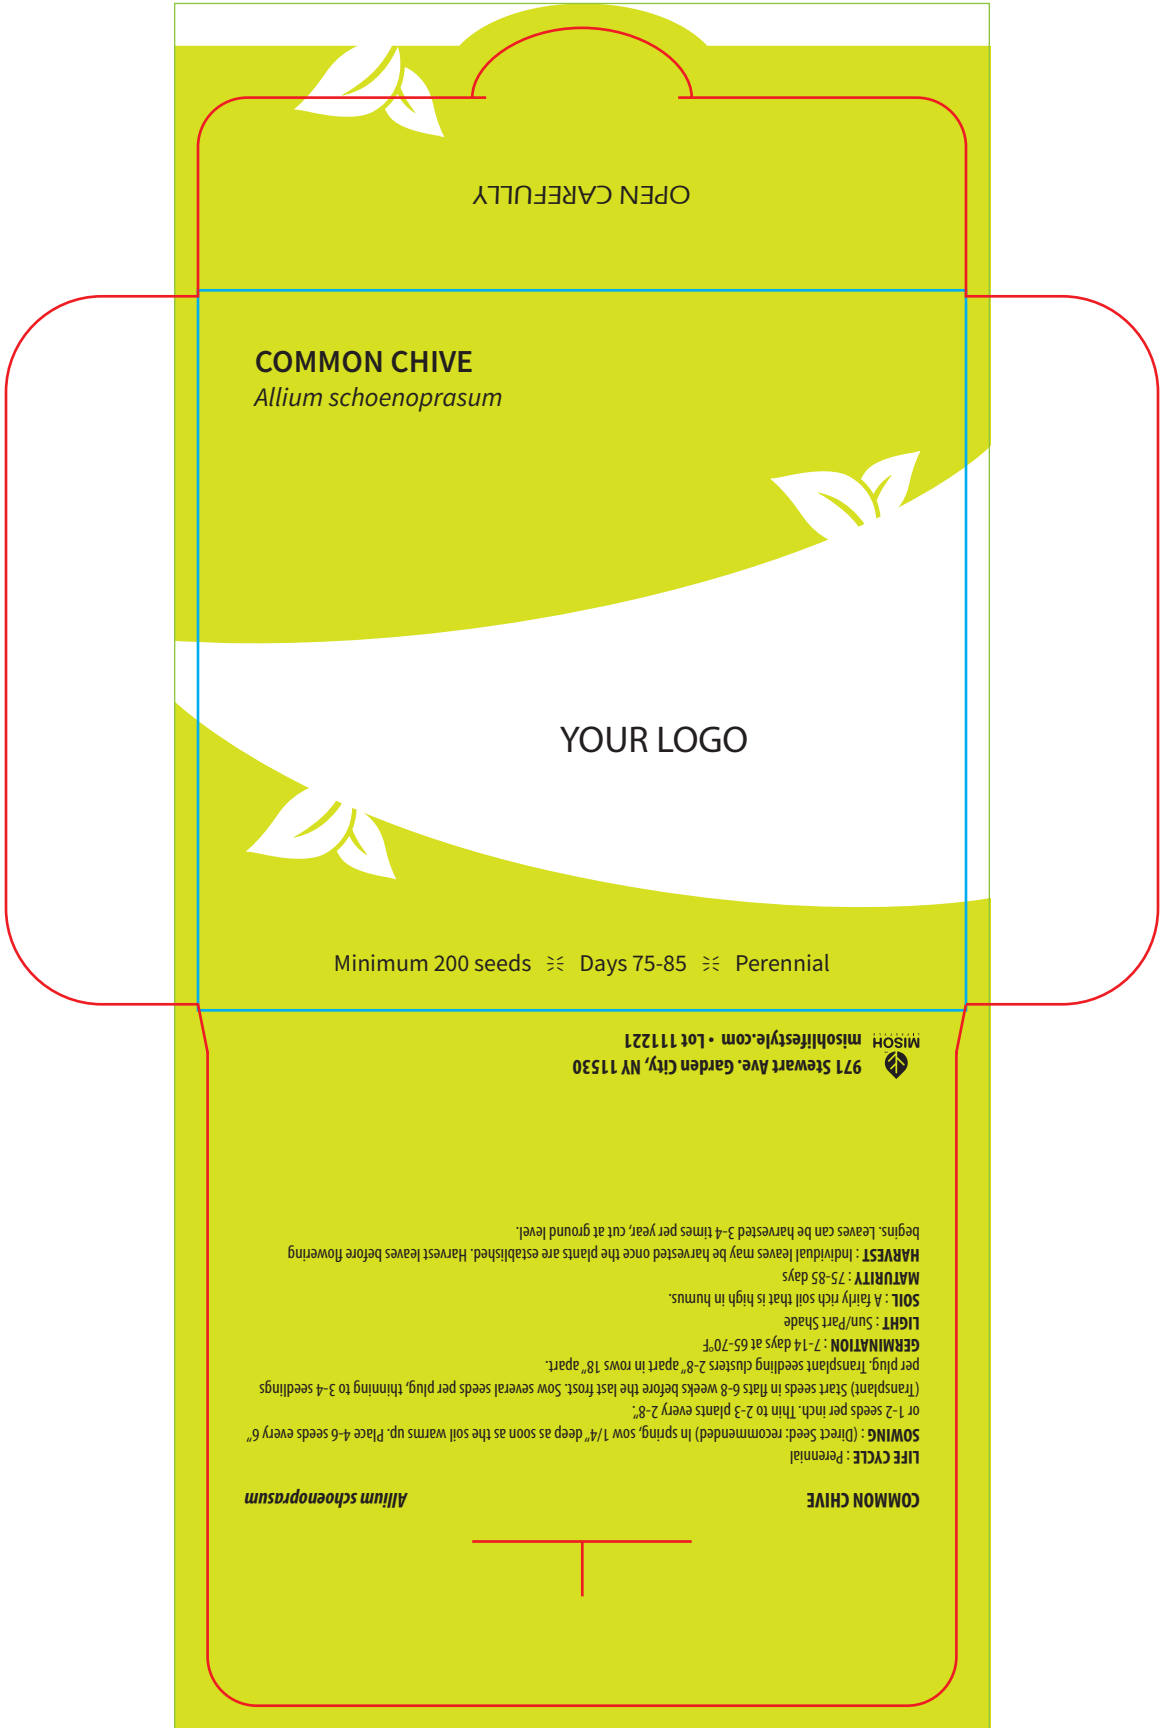 OPEN CAREFULLY
COMMON CHIVE
Allium schoenoprasum
YOUR LOGO
Minimum 200 seeds Days 75-85 Perennial
COMMON CHIVE Allium schoenoprasum
LIFE CYCLE : Perennial
SOWING : (Direct Seed: recommended) In spring, sow 1/4" deep as soon as the soil warms up. Place 4-6 seeds every 6"
or 1-2 seeds per inch. Thin to 2-3 plants every 2-8".
(Transplant) Start seeds in flats 6-8 weeks before the last frost. Sow several seeds per plug, thinning to 3-4 seedlings
per plug. Transplant seedling clusters 2-8" apart in rows 18" apart.
GERMINATION : 7-14 days at 65-70°F
LIGHT : Sun/Part Shade
SOIL : A fairly rich soil that is high in humus.
MATURITY : 75-85 days
HARVEST : Individual leaves may be harvested once the plants are established. Harvest leaves before flowering
begins. Leaves can be harvested 3-4 times per year, cut at ground level.
MISOH
971 Stewart Ave. Garden City, NY 11530
misohlifestyle.com • Lot 111221